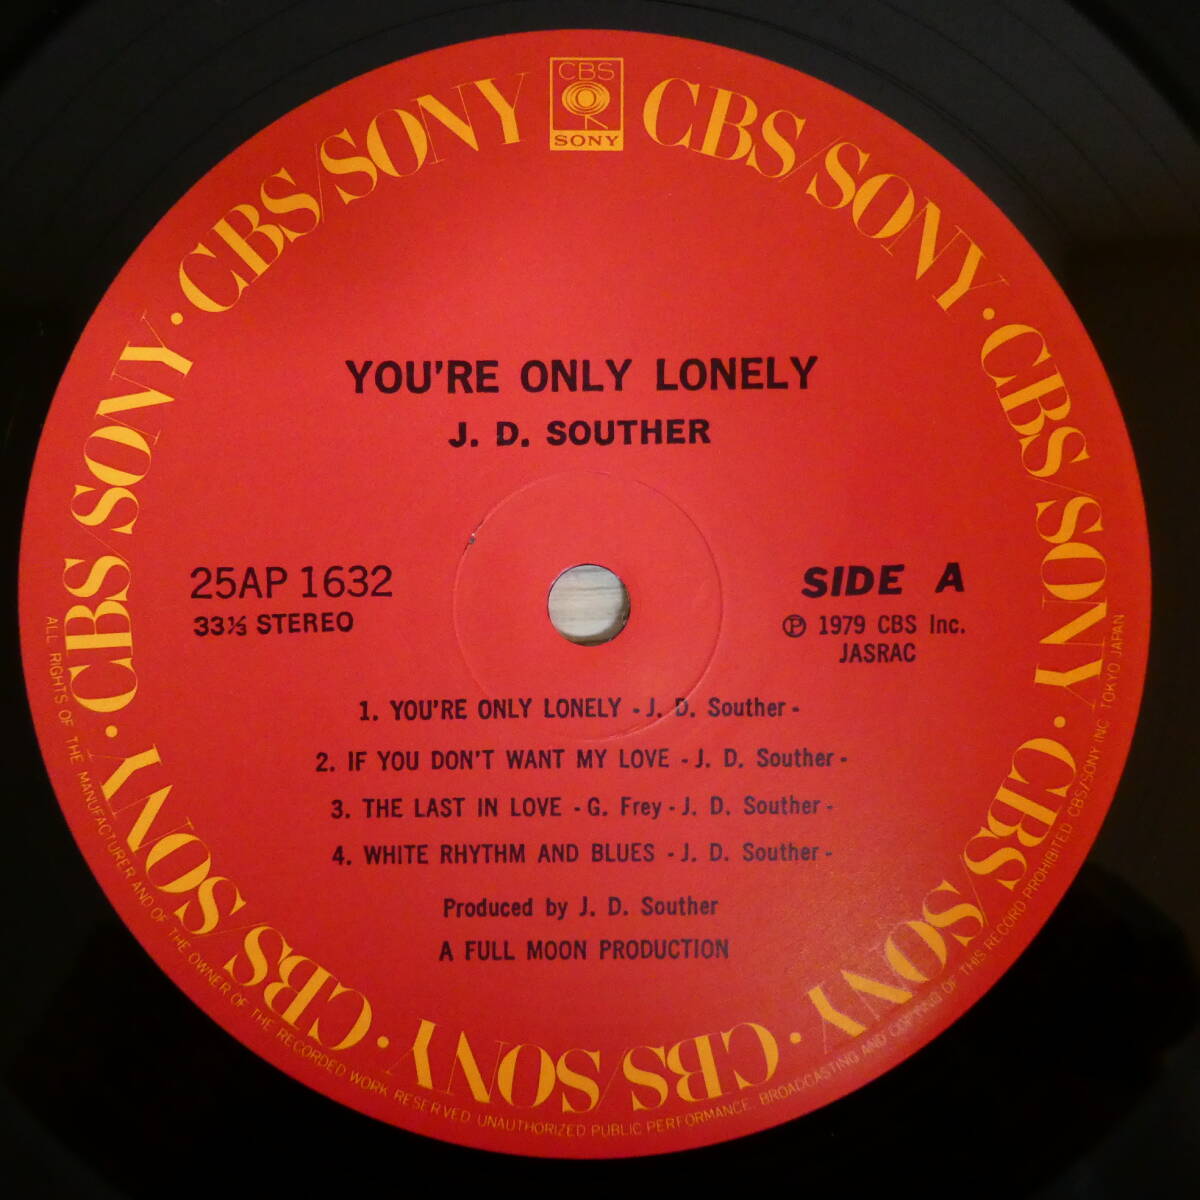 CBS
SONY
CBS/SONY · CBS/SONY · CBS/SONY · CBS/SONY · CBS/SONY · CBS/SONY · CBS/SONY · CBS/SONY
YOU'RE ONLY LONELY
J. D. SOUTHER
25AP 1632
33⅓ STEREO
SIDE A
Ⓟ 1979 CBS Inc.
JASRAC
1. YOU'RE ONLY LONELY - J. D. Souther -
2. IF YOU DON'T WANT MY LOVE - J. D. Souther -
3. THE LAST IN LOVE - G. Frey - J. D. Souther -
4. WHITE RHYTHM AND BLUES - J. D. Souther -
Produced by J. D. Souther
A FULL MOON PRODUCTION
ALL RIGHTS OF THE MANUFACTURER AND OF THE OWNER OF THE RECORDED WORK RESERVED UNAUTHORIZED PUBLIC PERFORMANCE, BROADCASTING AND COPYING OF THIS RECORD PROHIBITED CBS/SONY INC TOKYO JAPAN